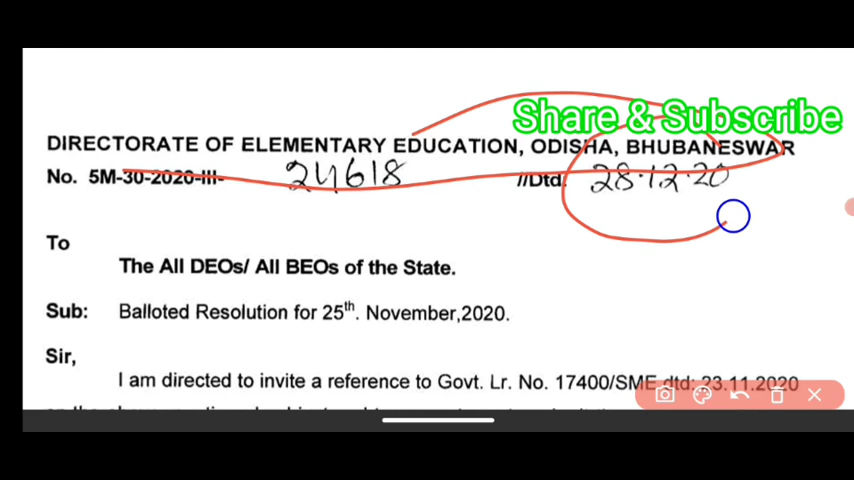 Share & Subscribe
DIRECTORATE OF ELEMENTARY EDUCATION, ODISHA, BHUBANESWAR
No. 5M-30-2020-III- 24618 //Dtd: 28.12.20
To
The All DEOs/ All BEOs of the State.
Sub: Balloted Resolution for 25th. November,2020.
Sir,
I am directed to invite a reference to Govt. Lr. No. 17400/SME dtd: 23.11.2020